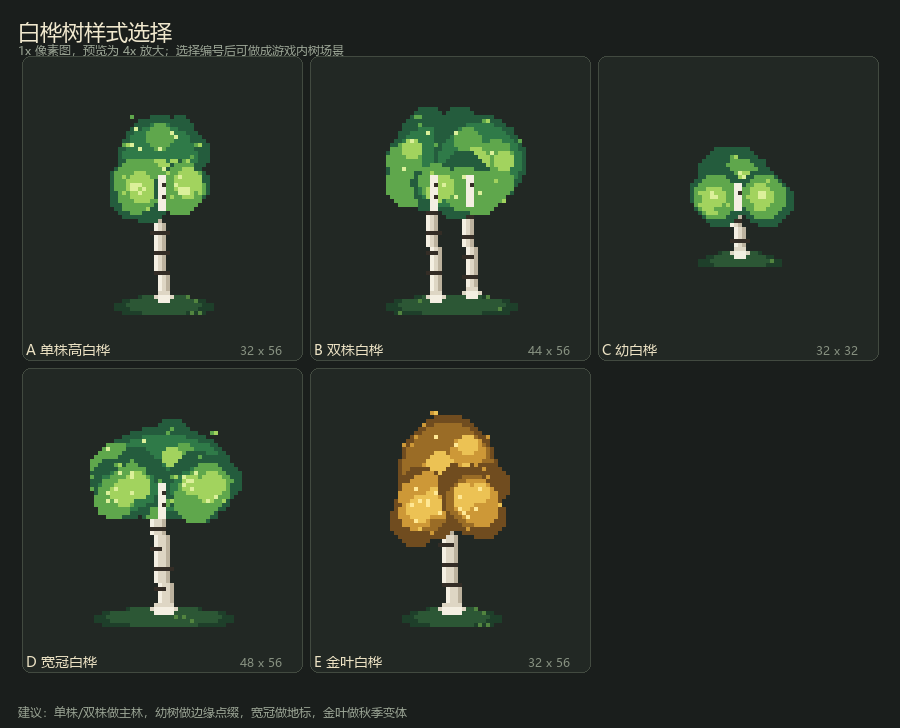 白桦树样式选择
1x 像素图，预览为 4x 放大；选择编号后可做成游戏内树场景
A 单株高白桦 32 x 56
B 双株白桦 44 x 56
C 幼白桦 32 x 32
D 宽冠白桦 48 x 56
E 金叶白桦 32 x 56
建议：单株/双株做主林，幼树做边缘点缀，宽冠做地标，金叶做秋季变体